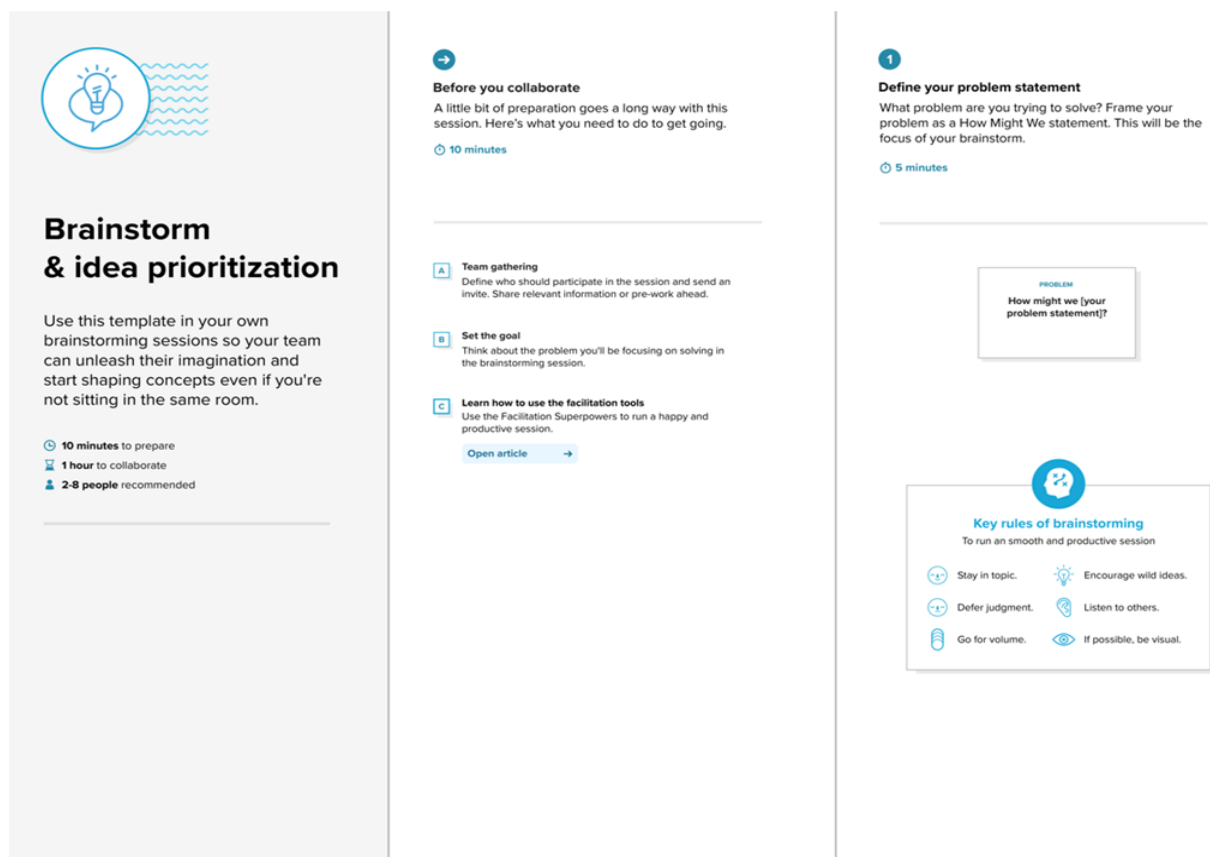 Brainstorm
& idea prioritization
Use this template in your own
brainstorming sessions so your team
can unleash their imagination and
start shaping concepts even if you're
not sitting in the same room.
10 minutes to prepare
1 hour to collaborate
2-8 people recommended
Before you collaborate
A little bit of preparation goes a long way with this
session. Here's what you need to do to get going.
10 minutes
A
Team gathering
Define who should participate in the session and send an
invite. Share relevant information or pre-work ahead.
B
Set the goal
Think about the problem you'll be focusing on solving in
the brainstorming session.
C
Learn how to use the facilitation tools
Use the Facilitation Superpowers to run a happy and
productive session.
Open article
1
Define your problem statement
What problem are you trying to solve? Frame your
problem as a How Might We statement. This will be the
focus of your brainstorm.
5 minutes
PROBLEM
How might we [your
problem statement]?
Key rules of brainstorming
To run an smooth and productive session
Stay in topic.
Encourage wild ideas.
Defer judgment.
Listen to others.
Go for volume.
If possible, be visual.